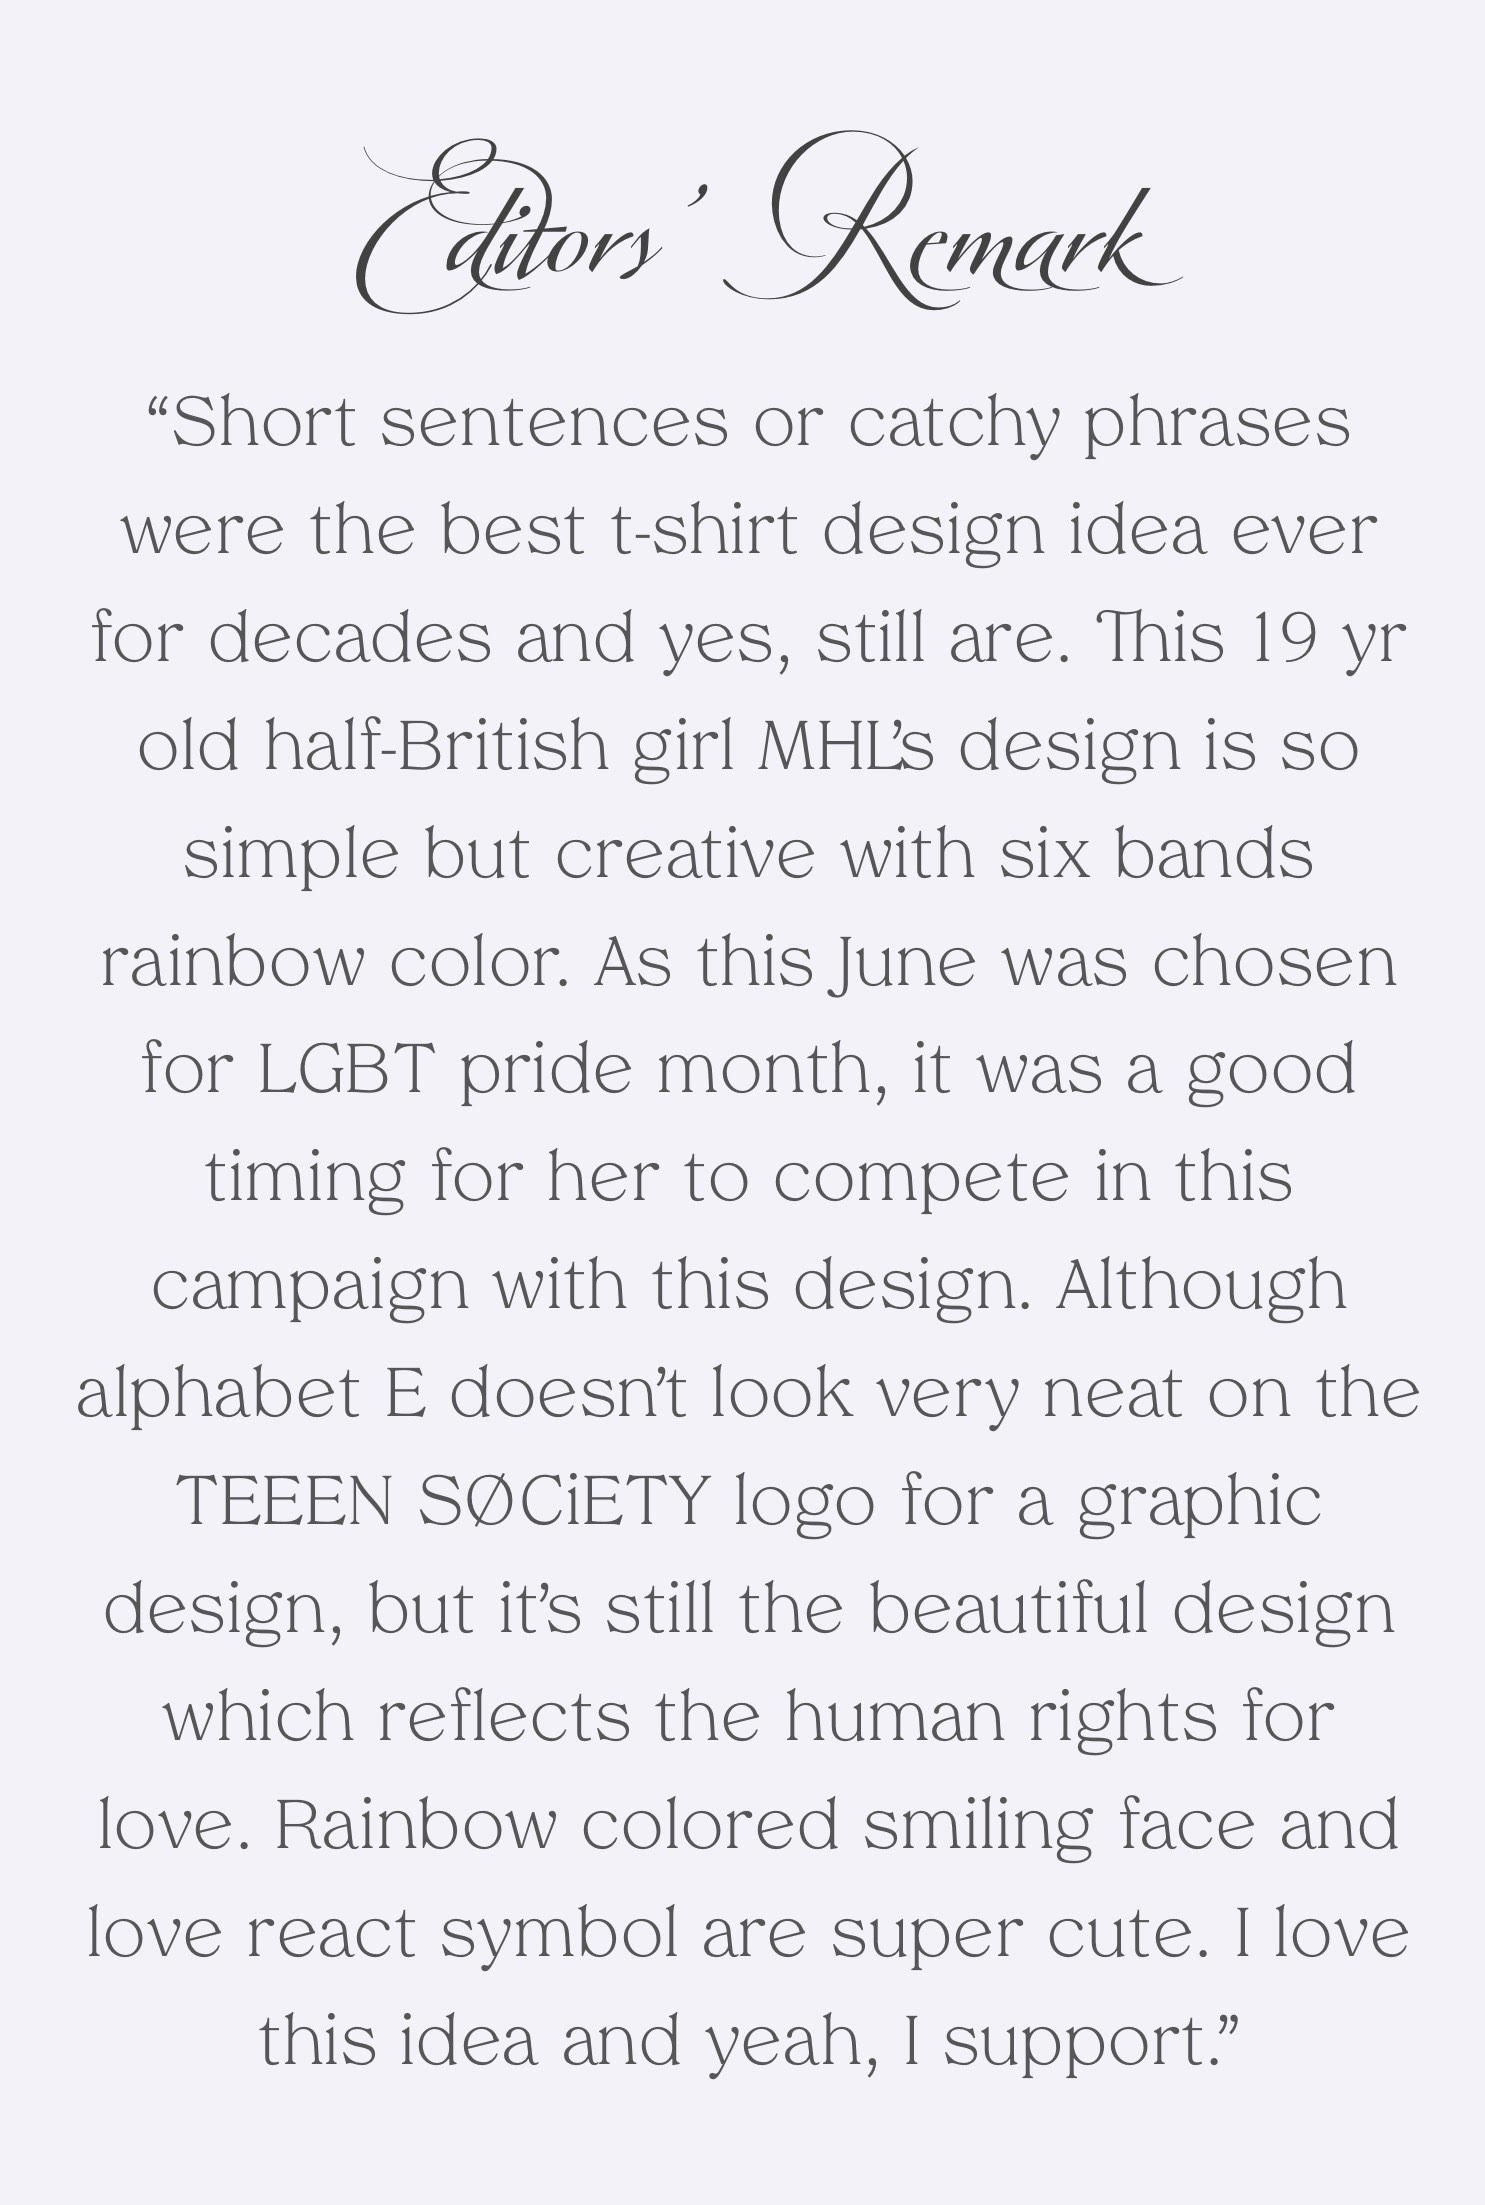 Editors’ Remark
“Short sentences or catchy phrases
were the best t-shirt design idea ever
for decades and yes, still are. This 19 yr
old half-British girl MHL’s design is so
simple but creative with six bands
rainbow color. As this June was chosen
for LGBT pride month, it was a good
timing for her to compete in this
campaign with this design. Although
alphabet E doesn’t look very neat on the
TEEEN SØCiETY logo for a graphic
design, but it’s still the beautiful design
which reflects the human rights for
love. Rainbow colored smiling face and
love react symbol are super cute. I love
this idea and yeah, I support.”